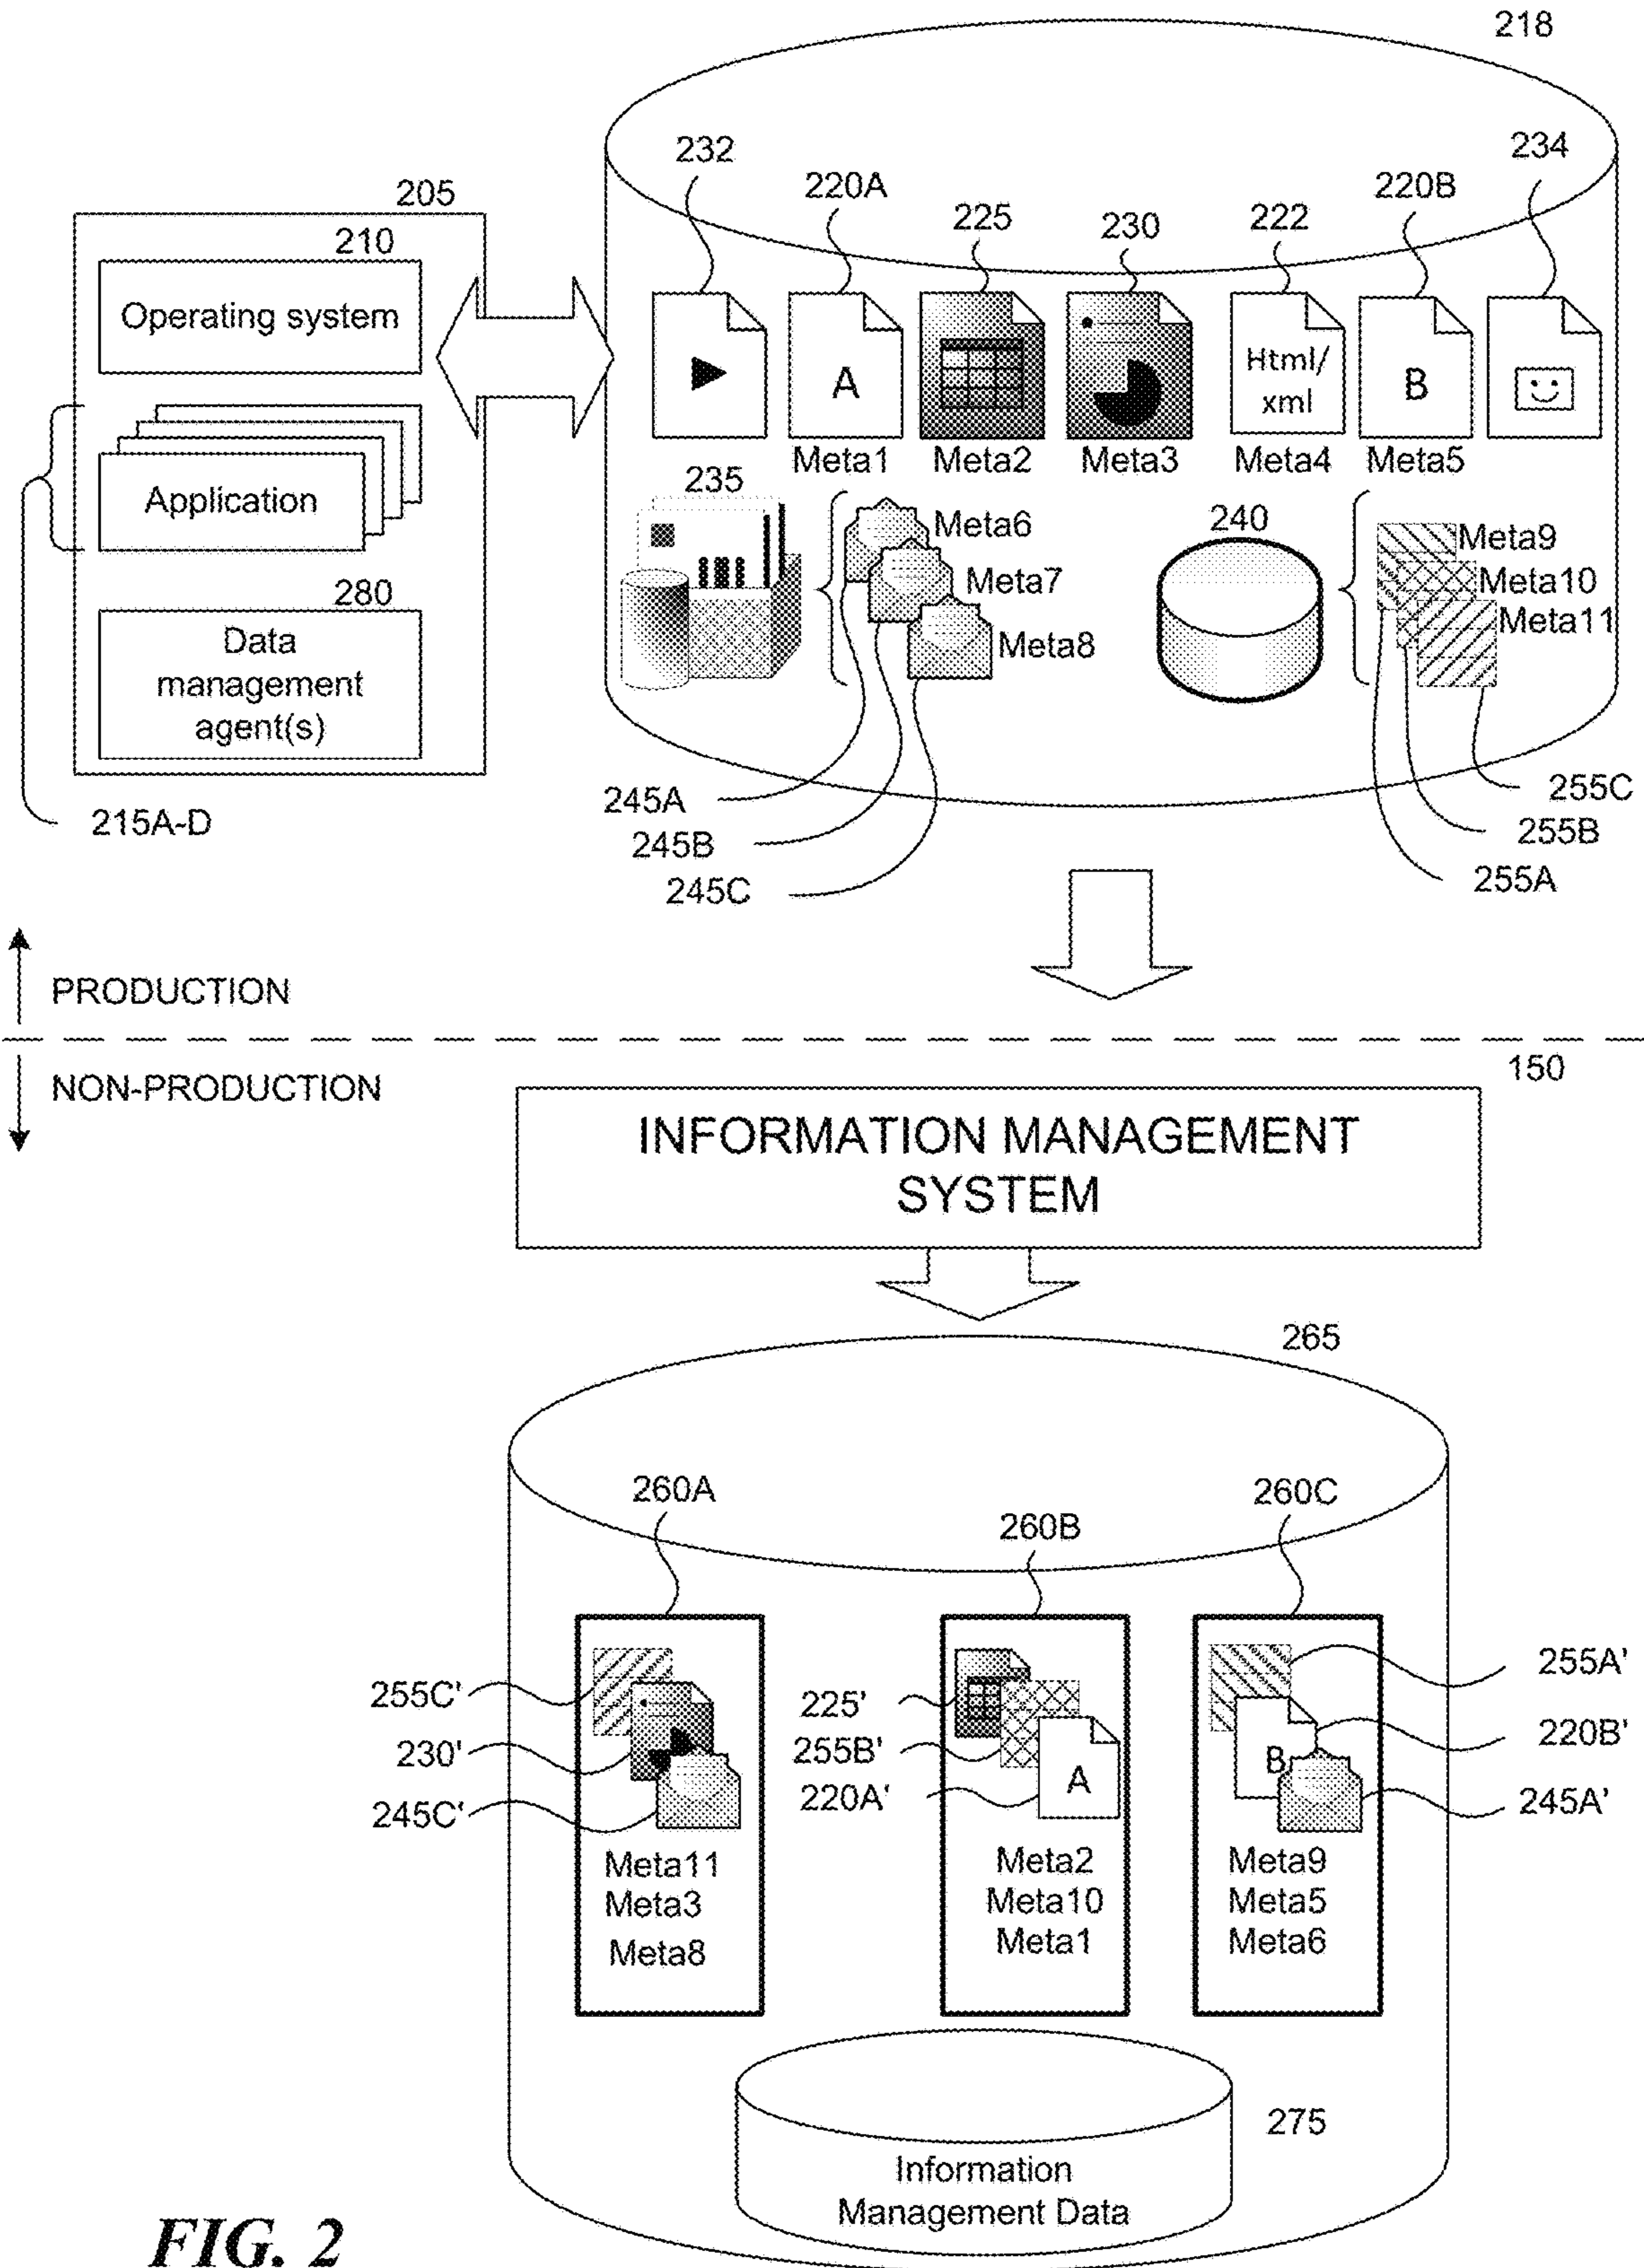 218
232
220A
225
230
222
220B
234
205
210
Operating system
Application
280
Data
management
agent(s)
215A-D
A
Html/
xml
B
Meta1
Meta2
Meta3
Meta4
Meta5
235
Meta6
Meta7
Meta8
240
Meta9
Meta10
Meta11
245A
245B
245C
255C
255B
255A
PRODUCTION
NON-PRODUCTION
150
INFORMATION MANAGEMENT
SYSTEM
265
260A
260B
260C
255C'
230'
245C'
Meta11
Meta3
Meta8
225'
255B'
220A'
A
Meta2
Meta10
Meta1
255A'
220B'
245A'
B
Meta9
Meta5
Meta6
275
Information
Management Data
FIG. 2